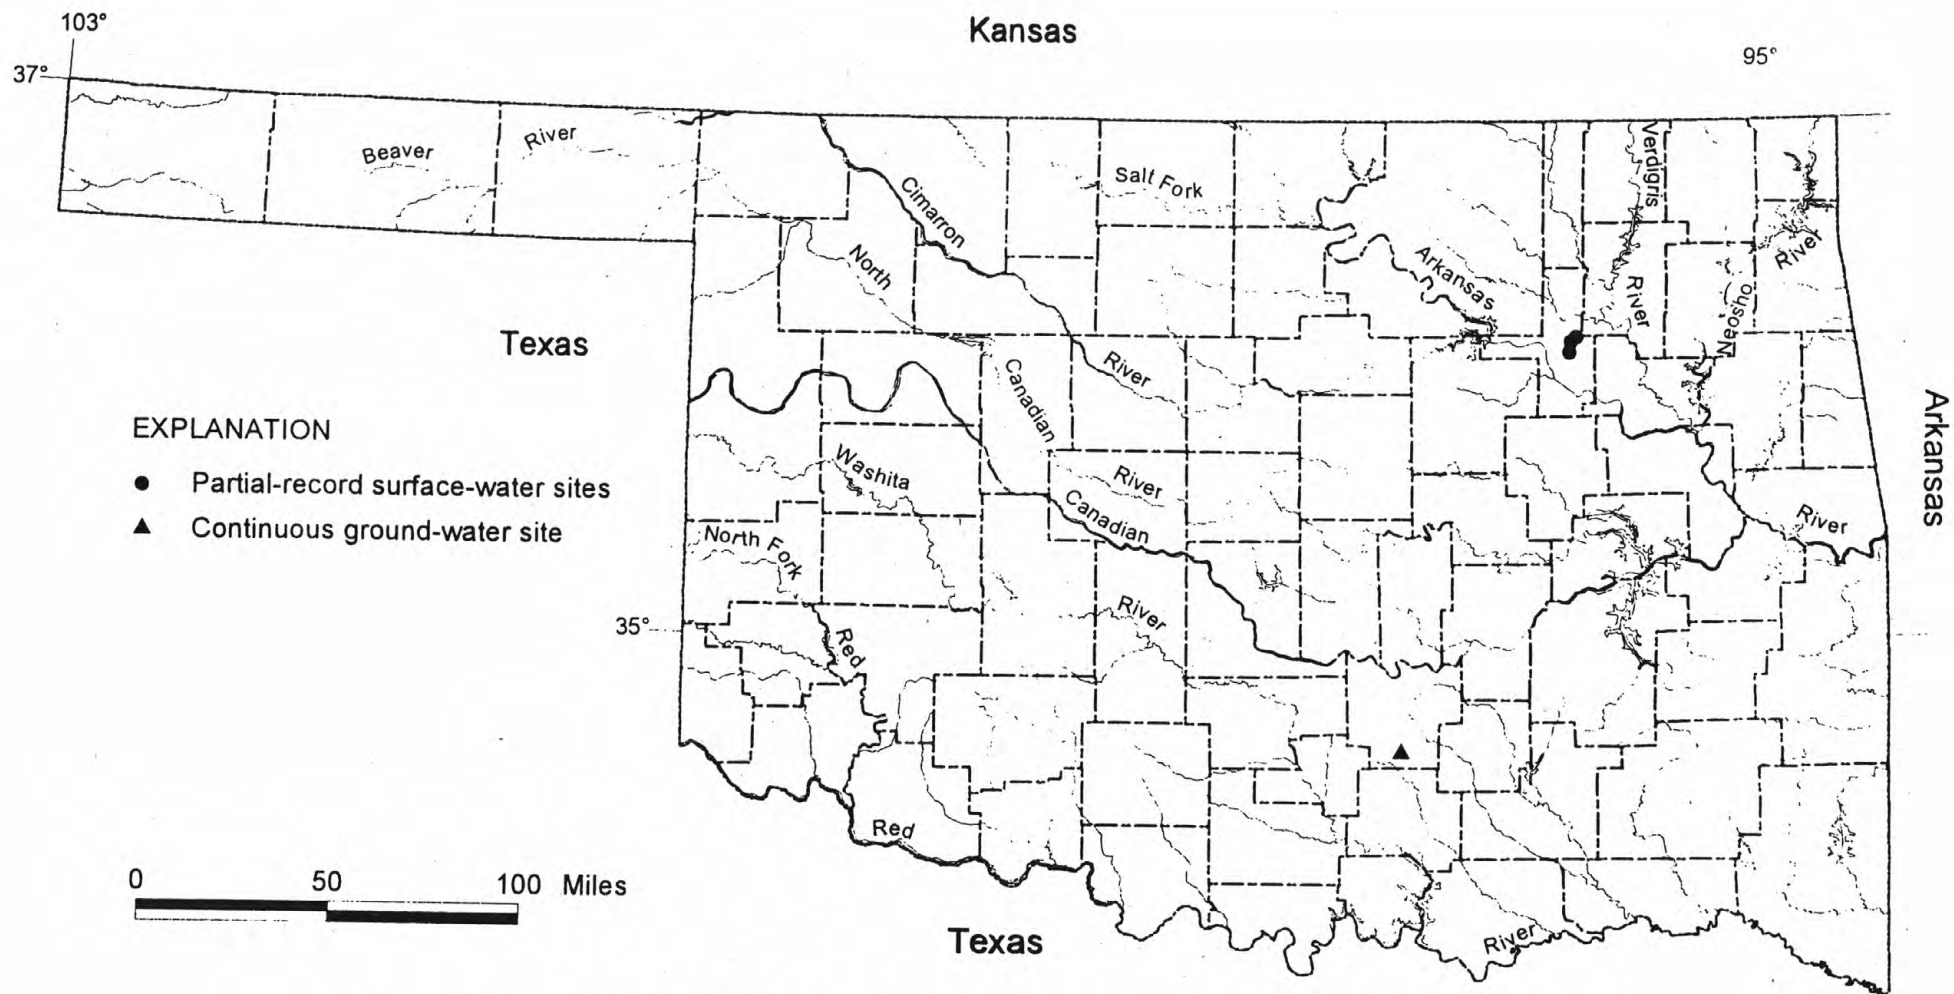 103°
Kansas
95°
37°
Beaver
River
Verdigris
Salt Fork
Cimarron
River
North
Arkansas
River
Neosho
Texas
Canadian
River
Arkansas
EXPLANATION
Partial-record surface-water sites
Continuous ground-water site
Washita
River
Canadian
North Fork
River
35°
Red
River
Red
0 50 100 Miles
Texas
River